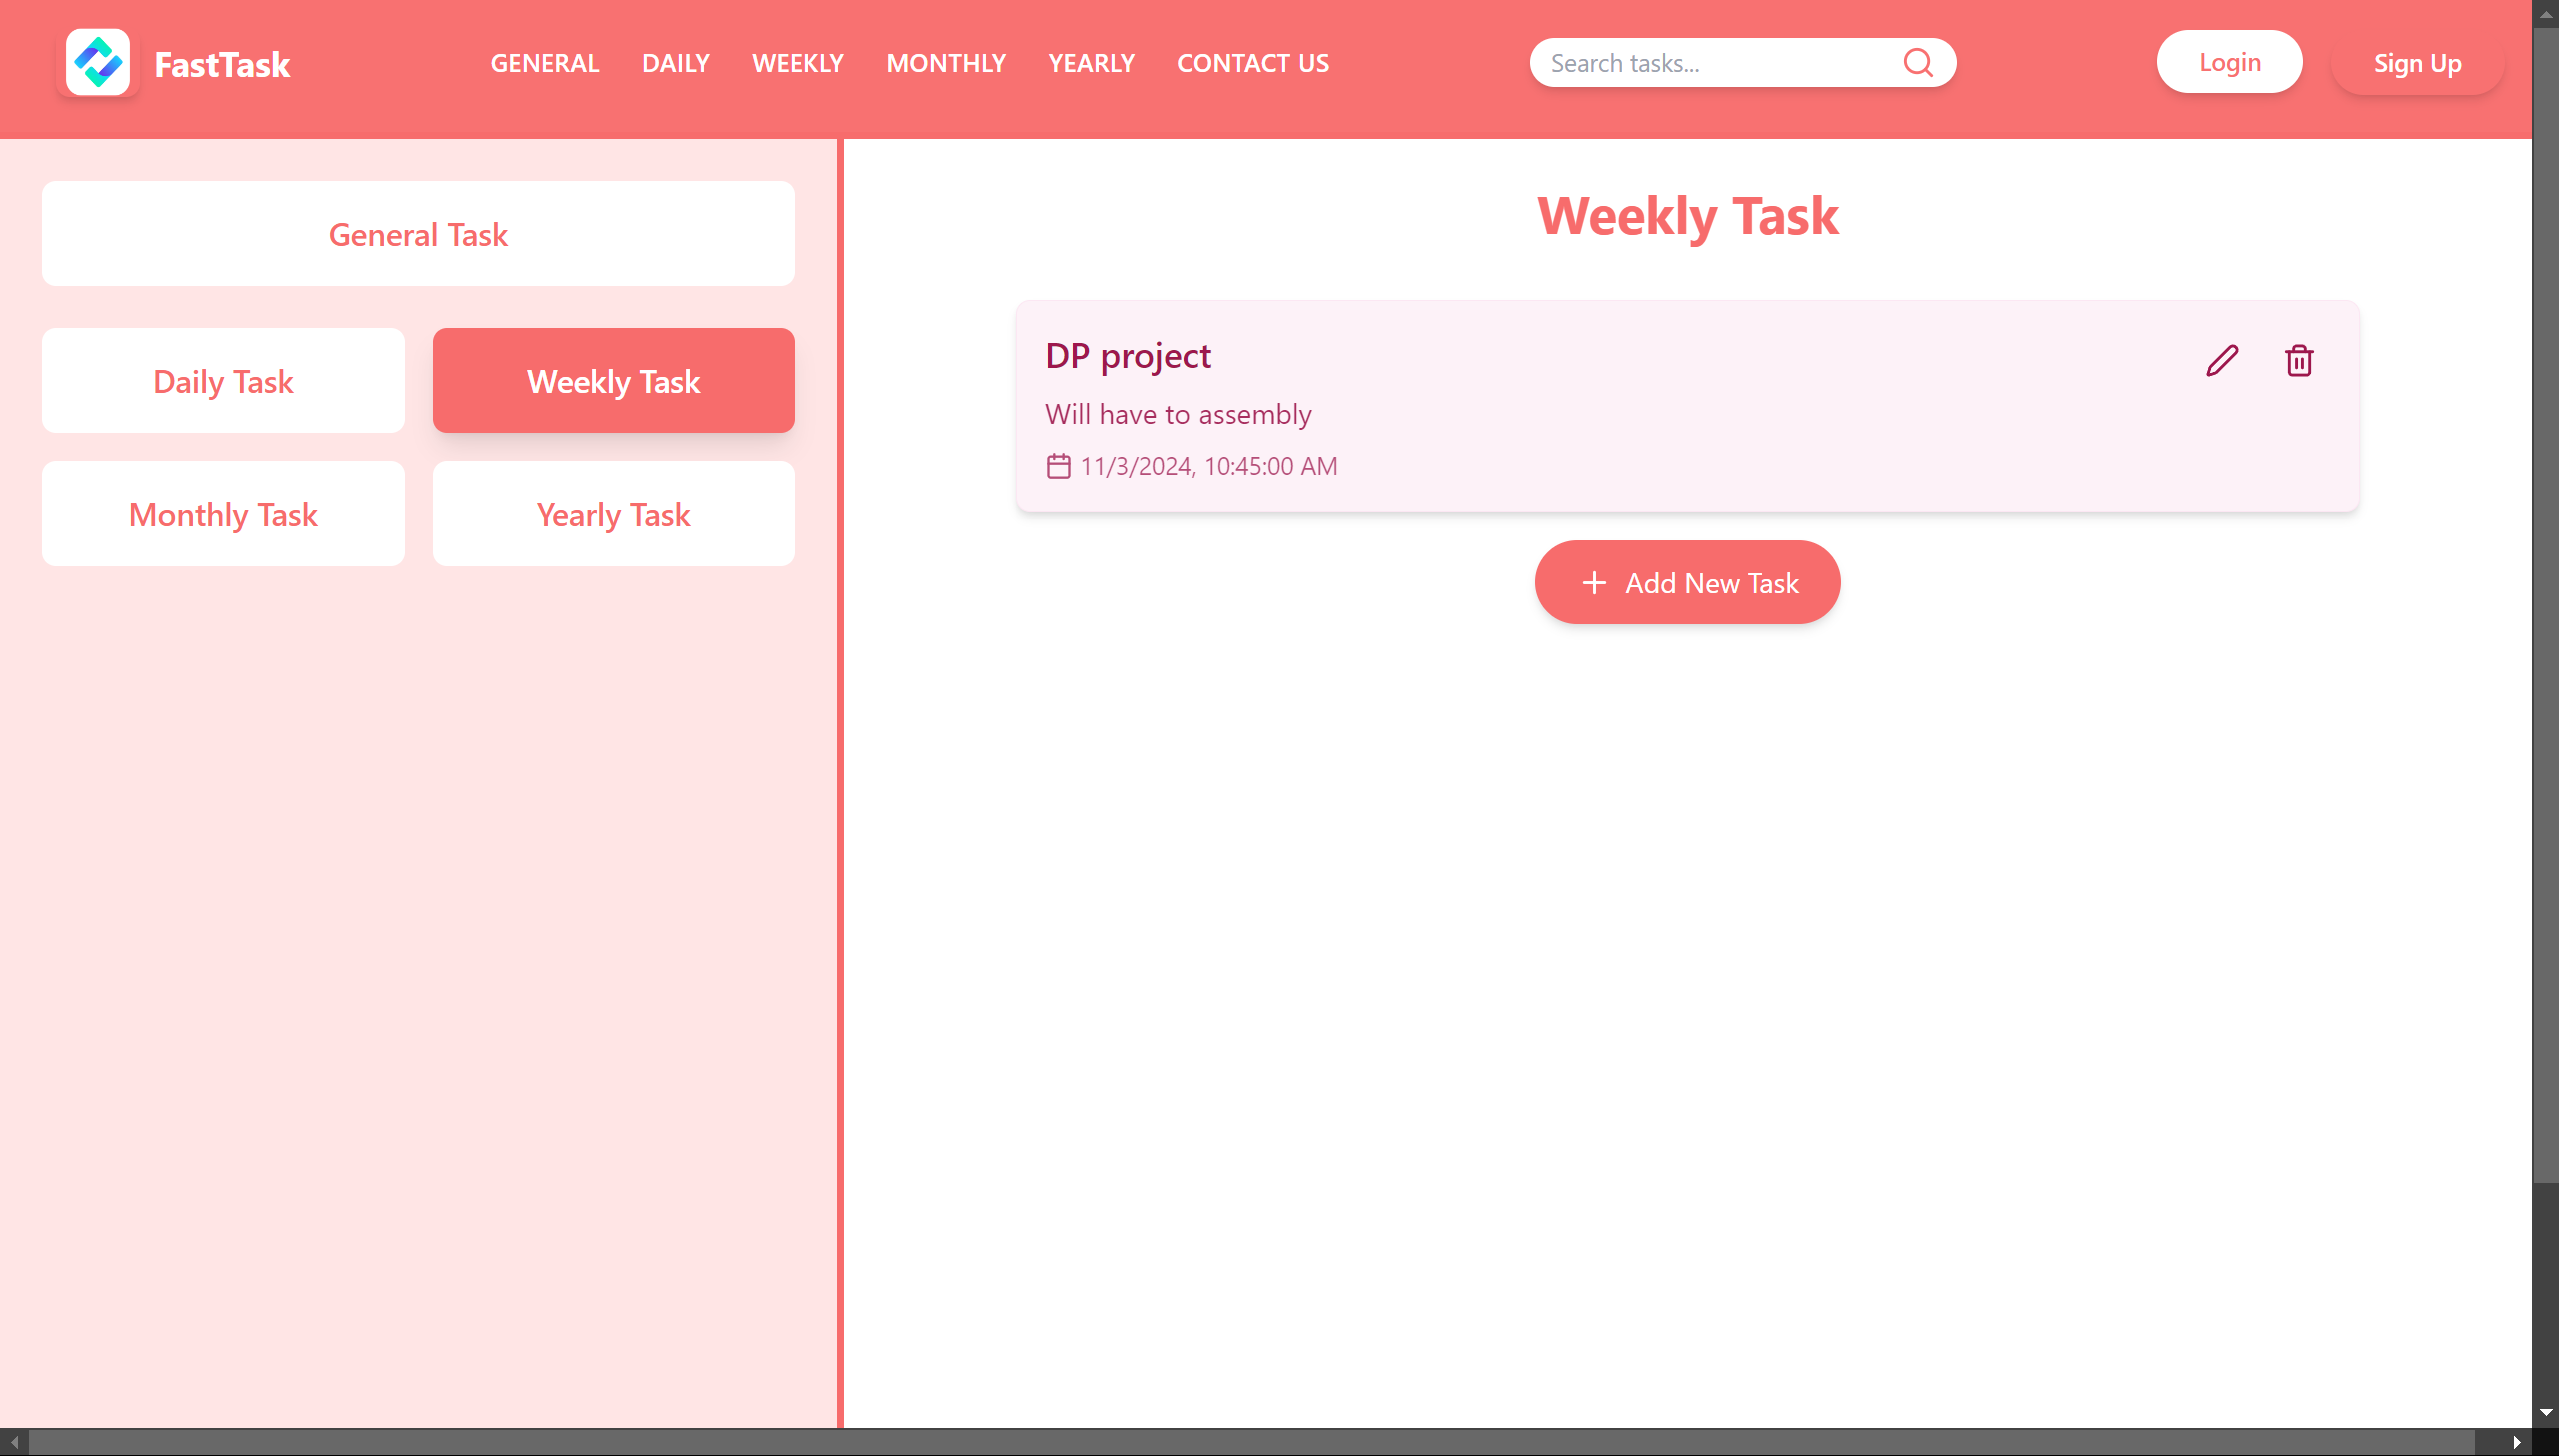 FastTask
GENERAL DAILY WEEKLY MONTHLY YEARLY CONTACT US
Search tasks...
Login
Sign Up
General Task
Daily Task
Weekly Task
Monthly Task
Yearly Task
Weekly Task
DP project
Will have to assembly
11/3/2024, 10:45:00 AM
Add New Task